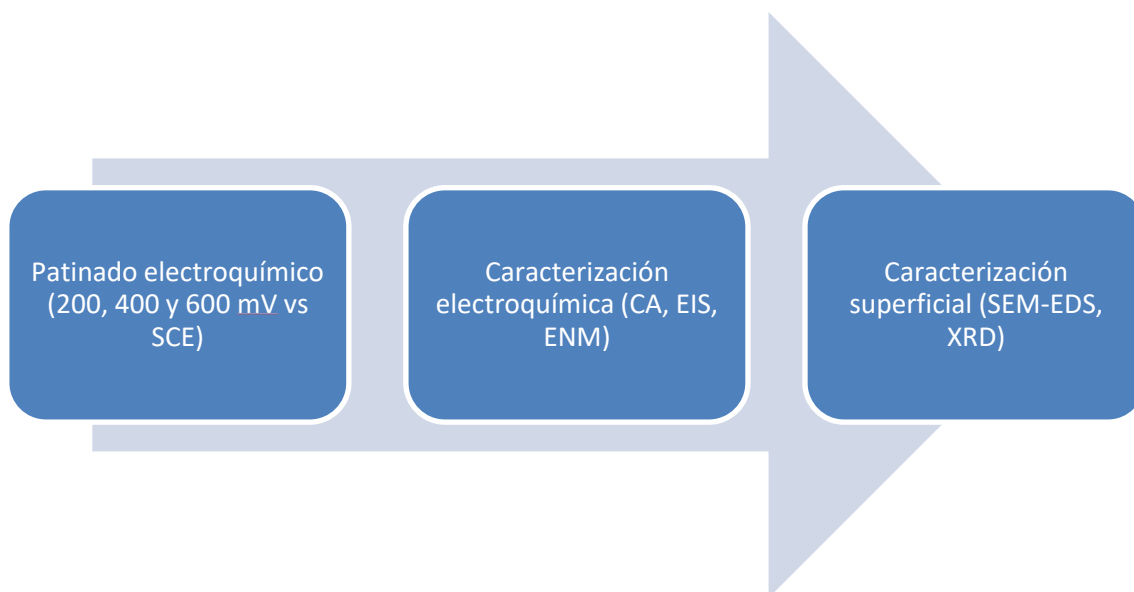 Patinado electroquímico
(200, 400 y 600 mV vs
SCE)
Caracterización
electroquímica (CA, EIS,
ENM)
Caracterización
superficial (SEM-EDS,
XRD)